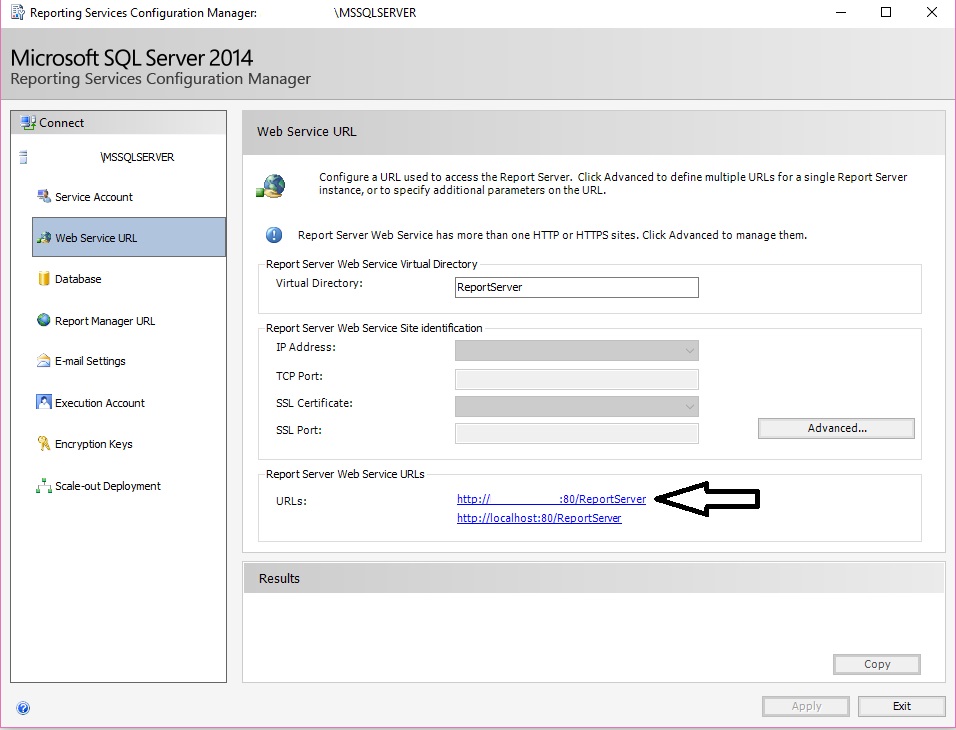 Reporting Services Configuration Manager: \MSSQLSERVER
Microsoft SQL Server 2014
Reporting Services Configuration Manager
Connect
\MSSQLSERVER
Service Account
Web Service URL
Database
Report Manager URL
E-mail Settings
Execution Account
Encryption Keys
Scale-out Deployment
Web Service URL
Configure a URL used to access the Report Server. Click Advanced to define multiple URLs for a single Report Server
instance, or to specify additional parameters on the URL.
Report Server Web Service has more than one HTTP or HTTPS sites. Click Advanced to manage them.
Report Server Web Service Virtual Directory
Virtual Directory: ReportServer
Report Server Web Service Site identification
IP Address:
TCP Port:
SSL Certificate:
SSL Port:
Advanced...
Report Server Web Service URLs
URLs: http:// :80/ReportServer
http://localhost:80/ReportServer
Results
Copy
Apply Exit